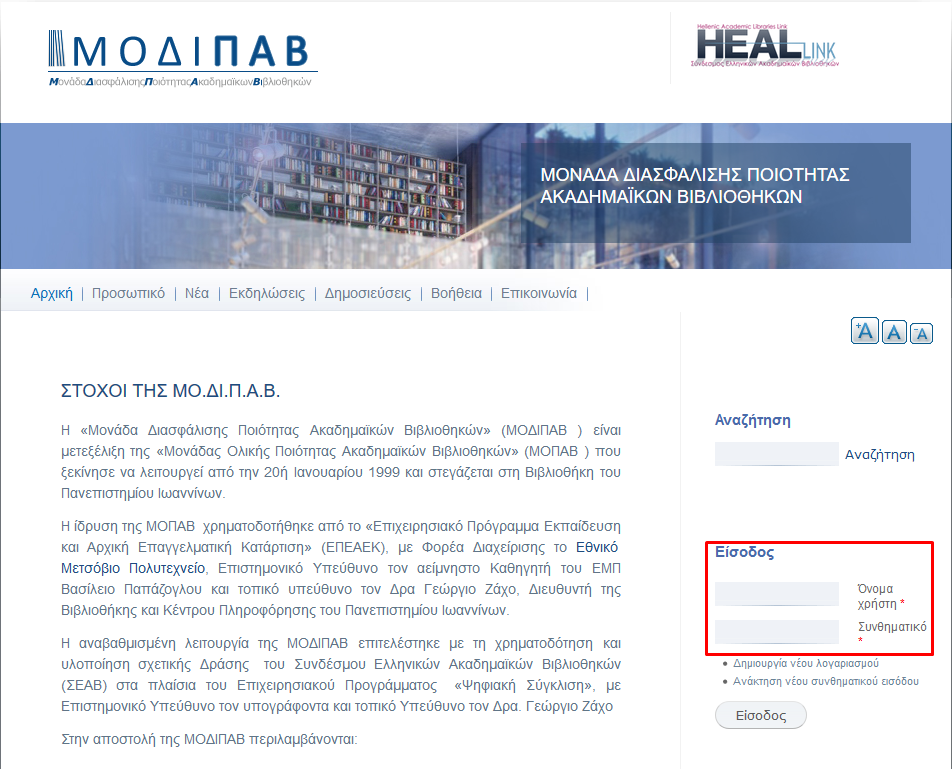 ΜΟΔΙΠΑΒ
ΜονάδαΔιασφάλισηςΠοιότηταςΑκαδημαϊκωνΒιβλιοθηκών
Hellenic Academic Libraries Link
HEAL LINK
Σύνδεσμος Ελληνικών Ακαδημαϊκών Βιβλιοθηκών
ΜΟΝΑΔΑ ΔΙΑΣΦΑΛΙΣΗΣ ΠΟΙΟΤΗΤΑΣ
ΑΚΑΔΗΜΑΪΚΩΝ ΒΙΒΛΙΟΘΗΚΩΝ
Αρχική | Προσωπικό | Νέα | Εκδηλώσεις | Δημοσιεύσεις | Βοήθεια | Επικοινωνία |
+A A -A
ΣΤΟΧΟΙ ΤΗΣ ΜΟ.ΔΙ.Π.Α.Β.
Η «Μονάδα Διασφάλισης Ποιότητας Ακαδημαϊκών Βιβλιοθηκών» (ΜΟΔΙΠΑΒ ) είναι
μετεξέλιξη της «Μονάδας Ολικής Ποιότητας Ακαδημαϊκών Βιβλιοθηκών» (ΜΟΠΑΒ ) που
ξεκίνησε να λειτουργεί από την 20ή Ιανουαρίου 1999 και στεγάζεται στη Βιβλιοθήκη του
Πανεπιστημίου Ιωαννίνων.
Η ίδρυση της ΜΟΠΑΒ χρηματοδοτήθηκε από το «Επιχειρησιακό Πρόγραμμα Εκπαίδευση
και Αρχική Επαγγελματική Κατάρτιση» (ΕΠΕΑΕΚ), με Φορέα Διαχείρισης το Εθνικό
Μετσόβιο Πολυτεχνείο, Επιστημονικό Υπεύθυνο τον αείμνηστο Καθηγητή του ΕΜΠ
Βασίλειο Παπάζογλου και τοπικό υπεύθυνο τον Δρα Γεώργιο Ζάχο, Διευθυντή της
Βιβλιοθήκης και Κέντρου Πληροφόρησης του Πανεπιστημίου Ιωαννίνων.
Η αναβαθμισμένη λειτουργία της ΜΟΔΙΠΑΒ επιτελέστηκε με τη χρηματοδότηση και
υλοποίηση σχετικής Δράσης του Συνδέσμου Ελληνικών Ακαδημαϊκών Βιβλιοθηκών
(ΣΕΑΒ) στα πλαίσια του Επιχειρησιακού Προγράμματος «Ψηφιακή Σύγκλιση», με
Επιστημονικό Υπεύθυνο τον υπογράφοντα και τοπικό Υπεύθυνο τον Δρα. Γεώργιο Ζάχο
Στην αποστολή της ΜΟΔΙΠΑΒ περιλαμβάνονται:
Αναζήτηση
Αναζήτηση
Είσοδος
Όνομα
χρήστη *
Συνθηματικό
*
• Δημιουργία νέου λογαριασμού
• Ανάκτηση νέου συνθηματικού εισόδου
Είσοδος